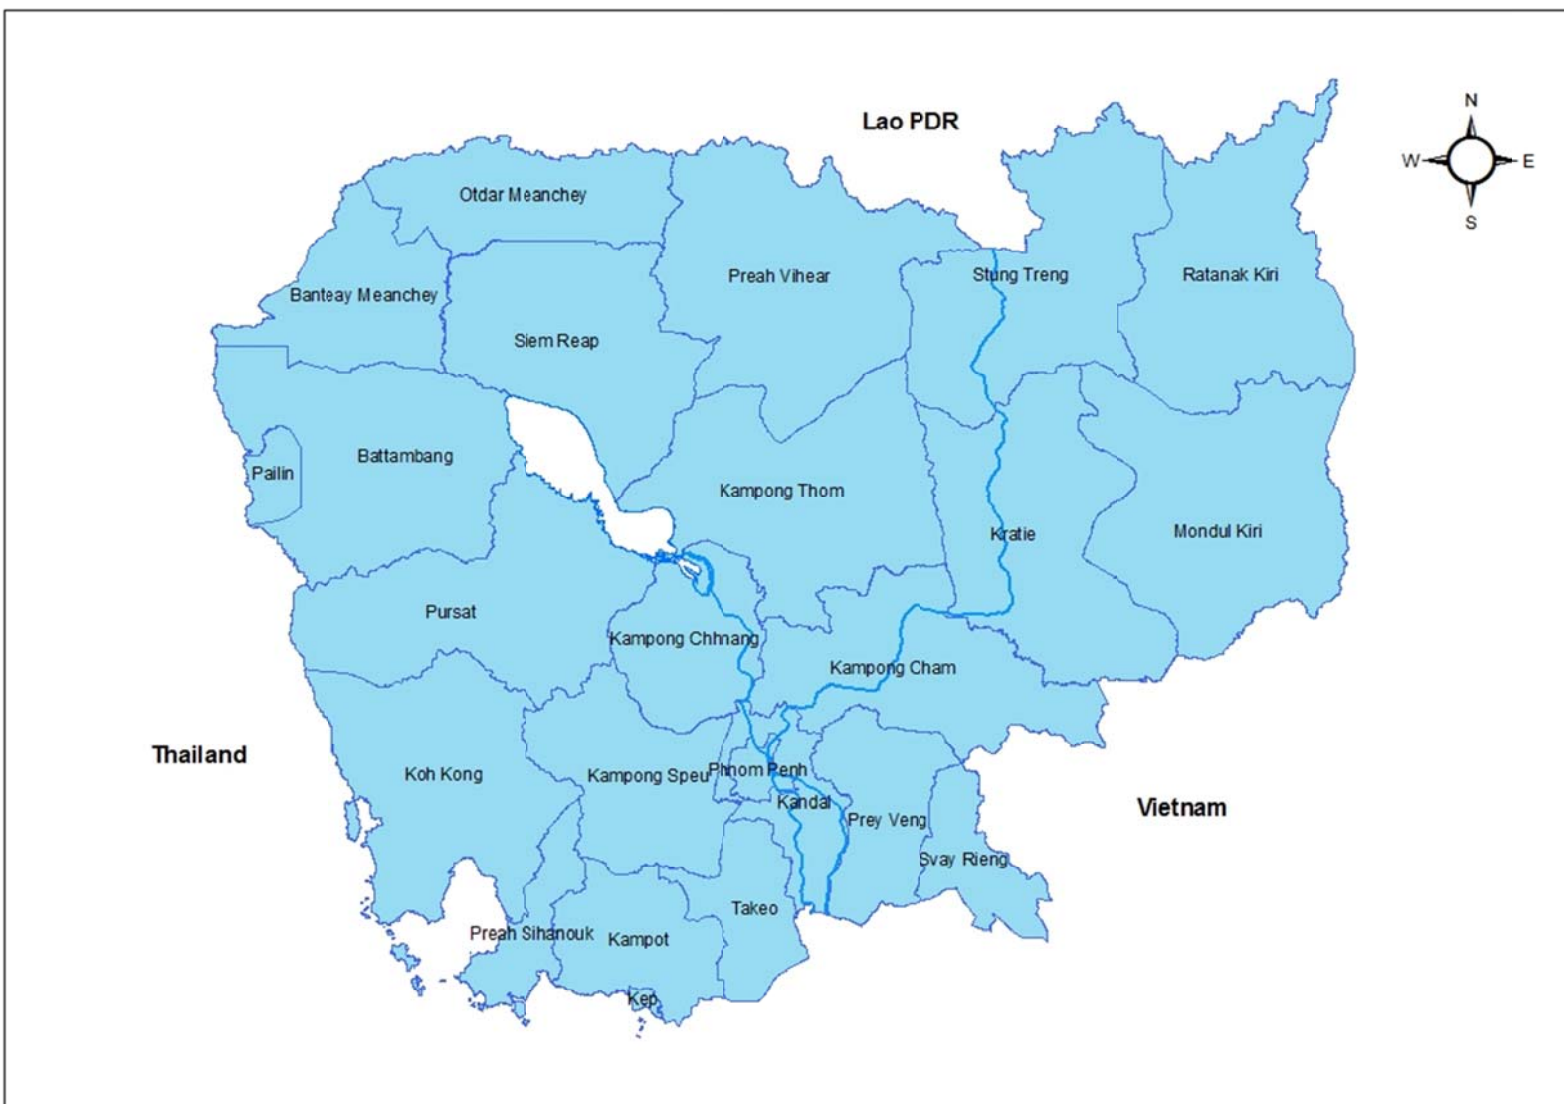 Lao PDR
N
W E
S
Otdar Meanchey
Banteay Meanchey
Preah Vihear
Stung Treng
Ratanak Kiri
Siem Reap
Battambang
Pailin
Kampong Thom
Kratie
Mondul Kiri
Pursat
Kampong Chhnang
Kampong Cham
Thailand
Koh Kong
Kampong Speu
Phnom Penh
Kandal
Prey Veng
Vietnam
Svay Rieng
Takeo
Preah Sihanouk
Kampot
Kep